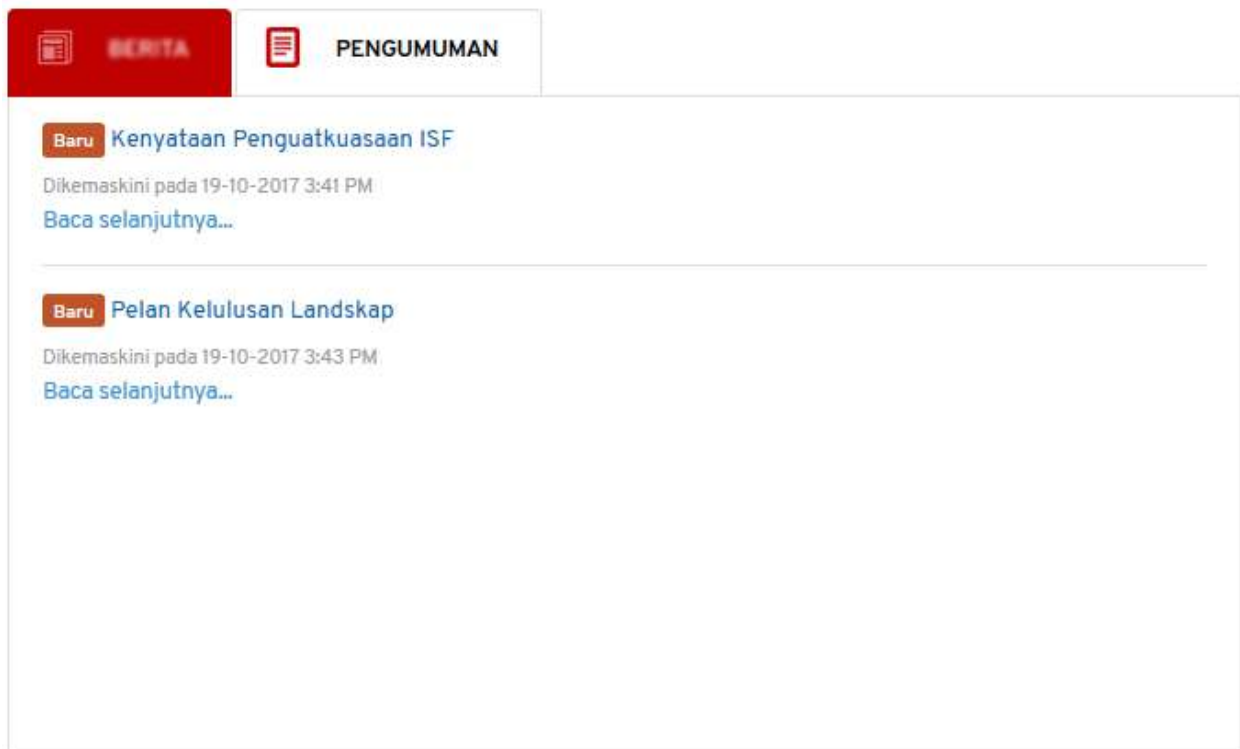 BERITA PENGUMUMAN
Baru Kenyataan Penguatkuasaan ISF
Dikemaskini pada 19-10-2017 3:41 PM
Baca selanjutnya...
Baru Pelan Kelulusan Landskap
Dikemaskini pada 19-10-2017 3:43 PM
Baca selanjutnya...